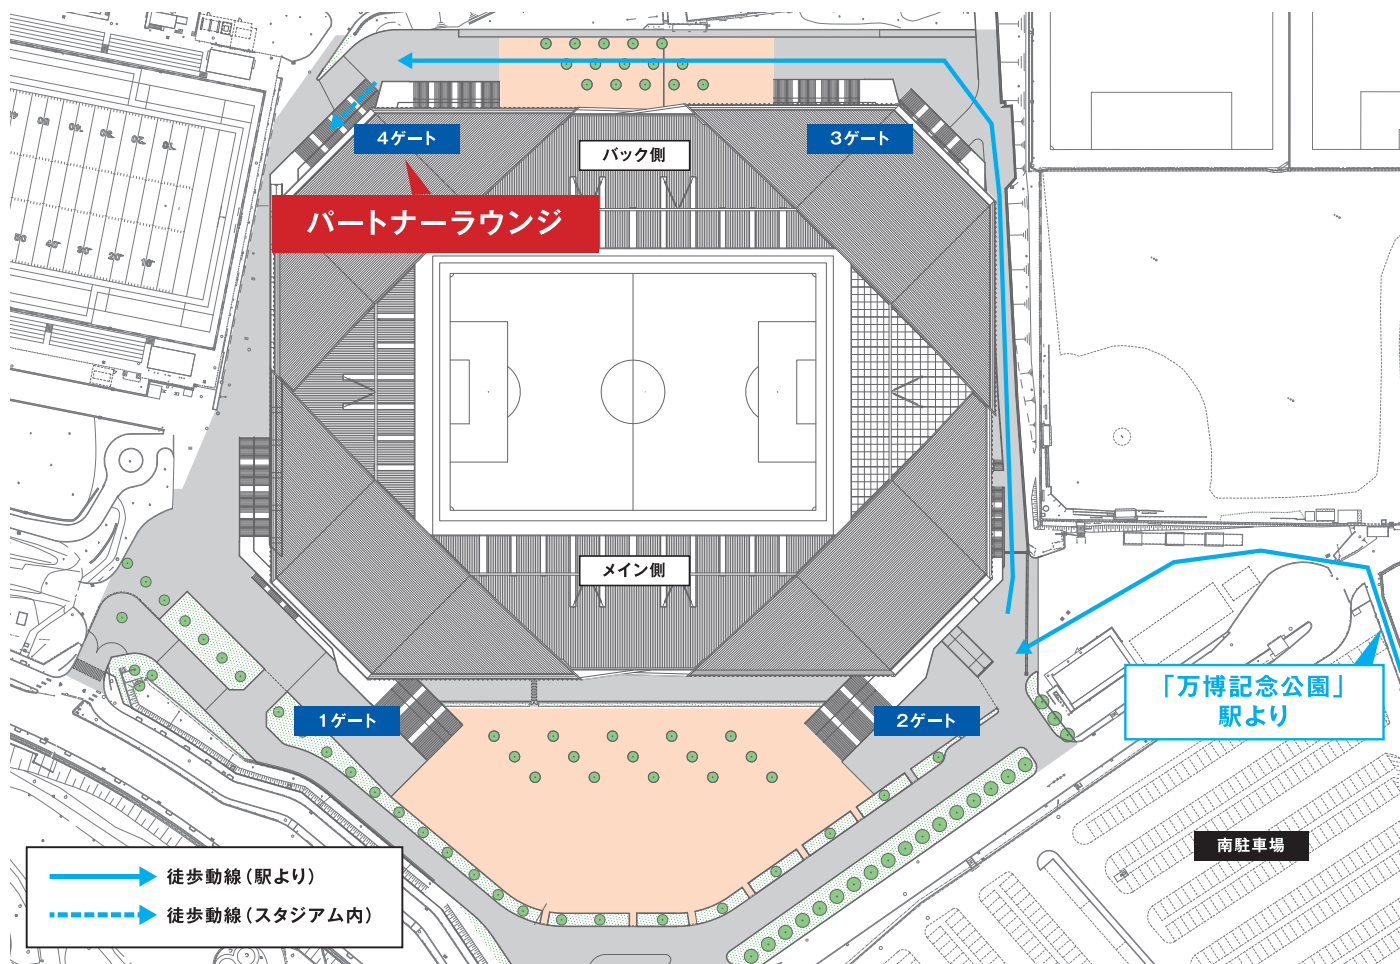 4ゲート
バック側
3ゲート
パートナーラウンジ
メイン側
1ゲート
2ゲート
「万博記念公園」
駅より
南駐車場
徒歩動線(駅より)
徒歩動線(スタジアム内)